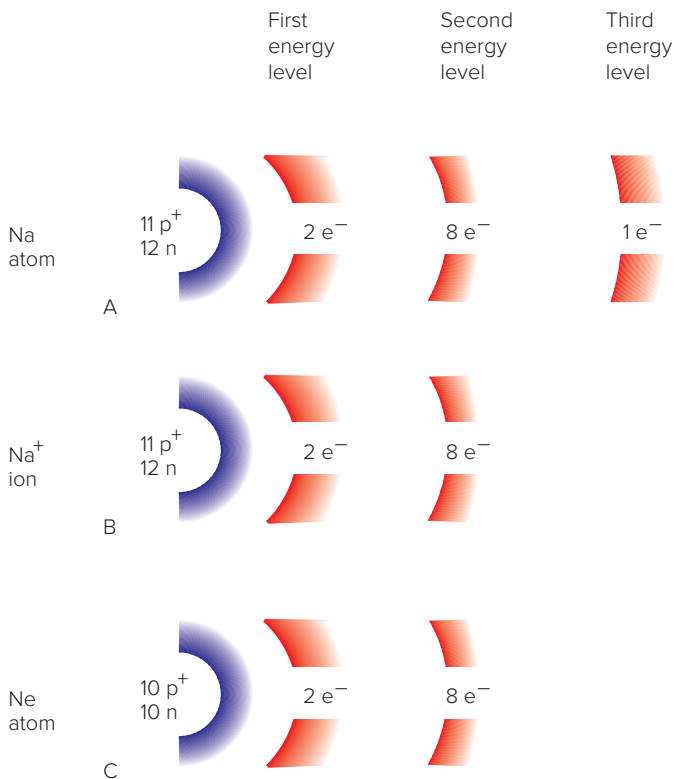 First
energy
level
Second
energy
level
Third
energy
level
Na
atom
11 p⁺
12 n
2 e⁻
8 e⁻
1 e⁻
A
Na⁺
ion
11 p⁺
12 n
2 e⁻
8 e⁻
B
Ne
atom
10 p⁺
10 n
2 e⁻
8 e⁻
C